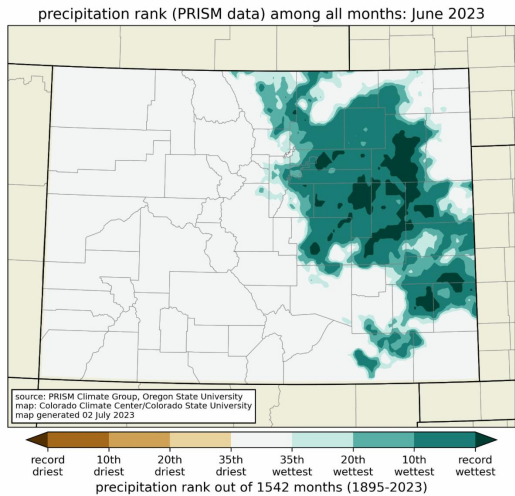 precipitation rank (PRISM data) among all months: June 2023
source: PRISM Climate Group, Oregon State University
map: Colorado Climate Center/Colorado State University
map generated 02 July 2023
record driest
10th driest
20th driest
35th driest
35th wettest
20th wettest
10th wettest
record wettest
precipitation rank out of 1542 months (1895-2023)